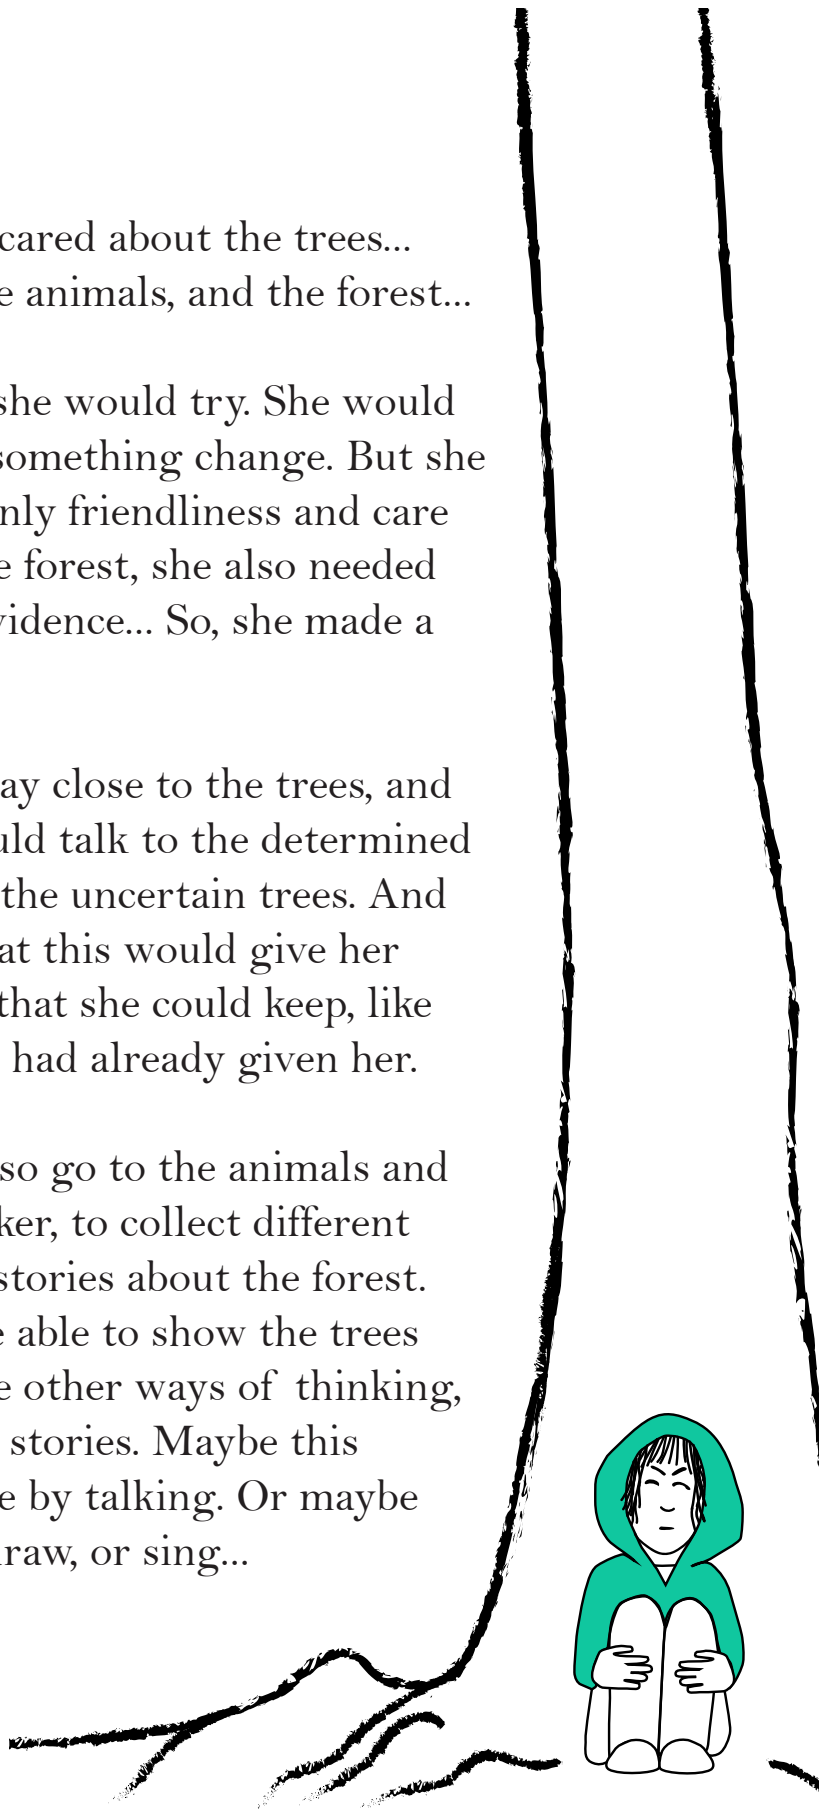 cared about the trees...
e animals, and the forest...
she would try. She would
something change. But she
nly friendliness and care
e forest, she also needed
vidence... So, she made a
ay close to the trees, and
uld talk to the determined
the uncertain trees. And
at this would give her
that she could keep, like
had already given her.
so go to the animals and
ker, to collect different
stories about the forest.
e able to show the trees
e other ways of thinking,
stories. Maybe this
e by talking. Or maybe
raw, or sing...